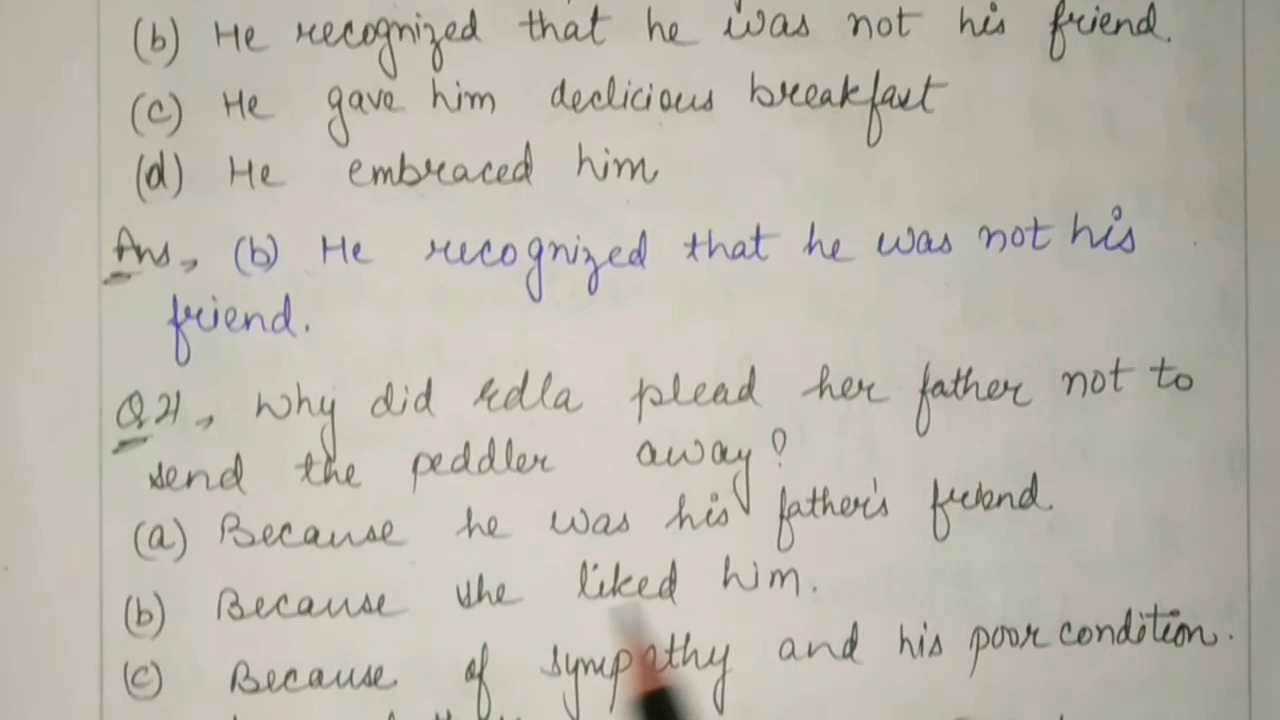 (b) He recognized that he was not his friend.
(c) He gave him declicious breakfast
(d) He embraced him
Ans, (b) He recognized that he was not his
friend.
Q21, Why did Edla plead her father not to
send the peddler away?
(a) Because he was his father's friend.
(b) Because she liked him.
(c) Because of sympathy and his poor condition.